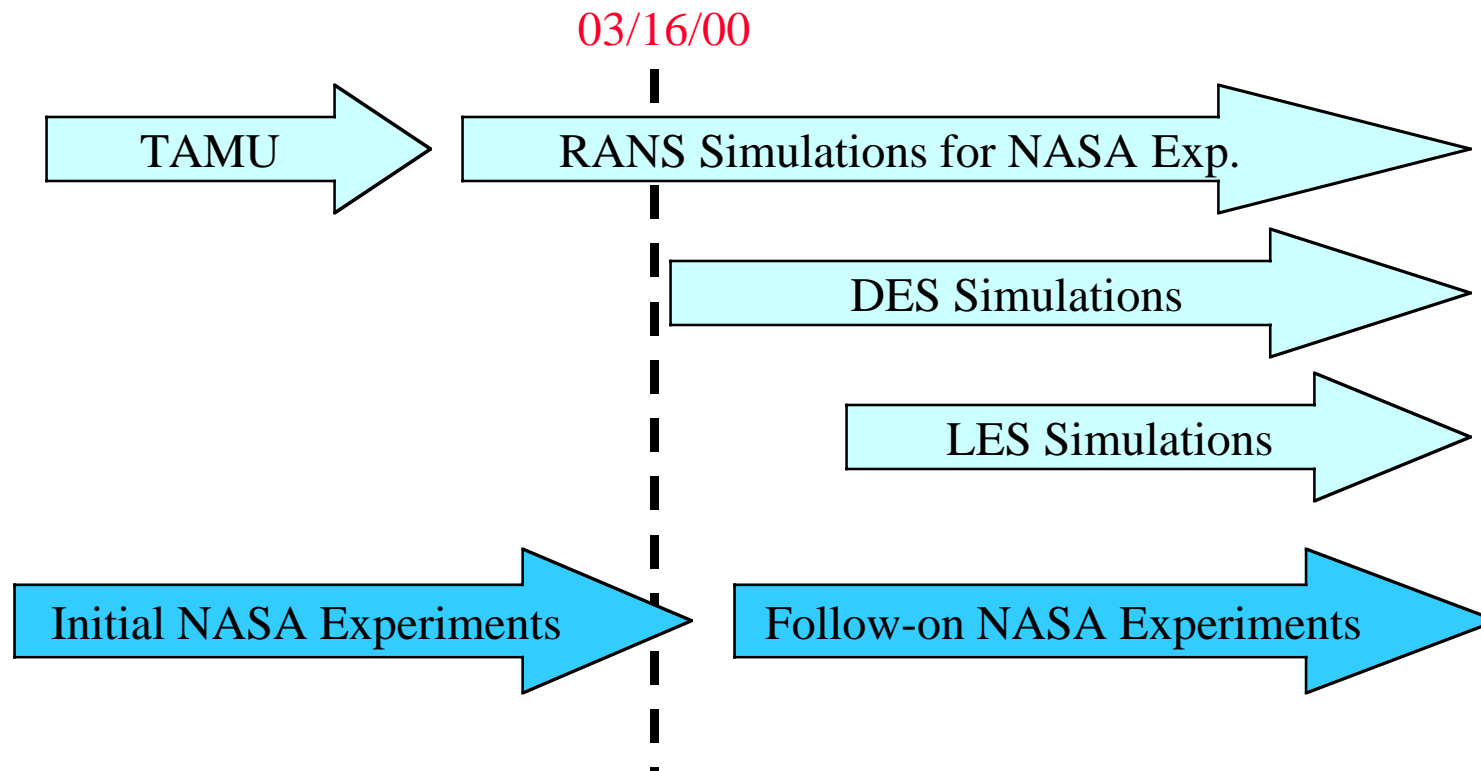 03/16/00
TAMU
RANS Simulations for NASA Exp.
DES Simulations
LES Simulations
Initial NASA Experiments
Follow-on NASA Experiments